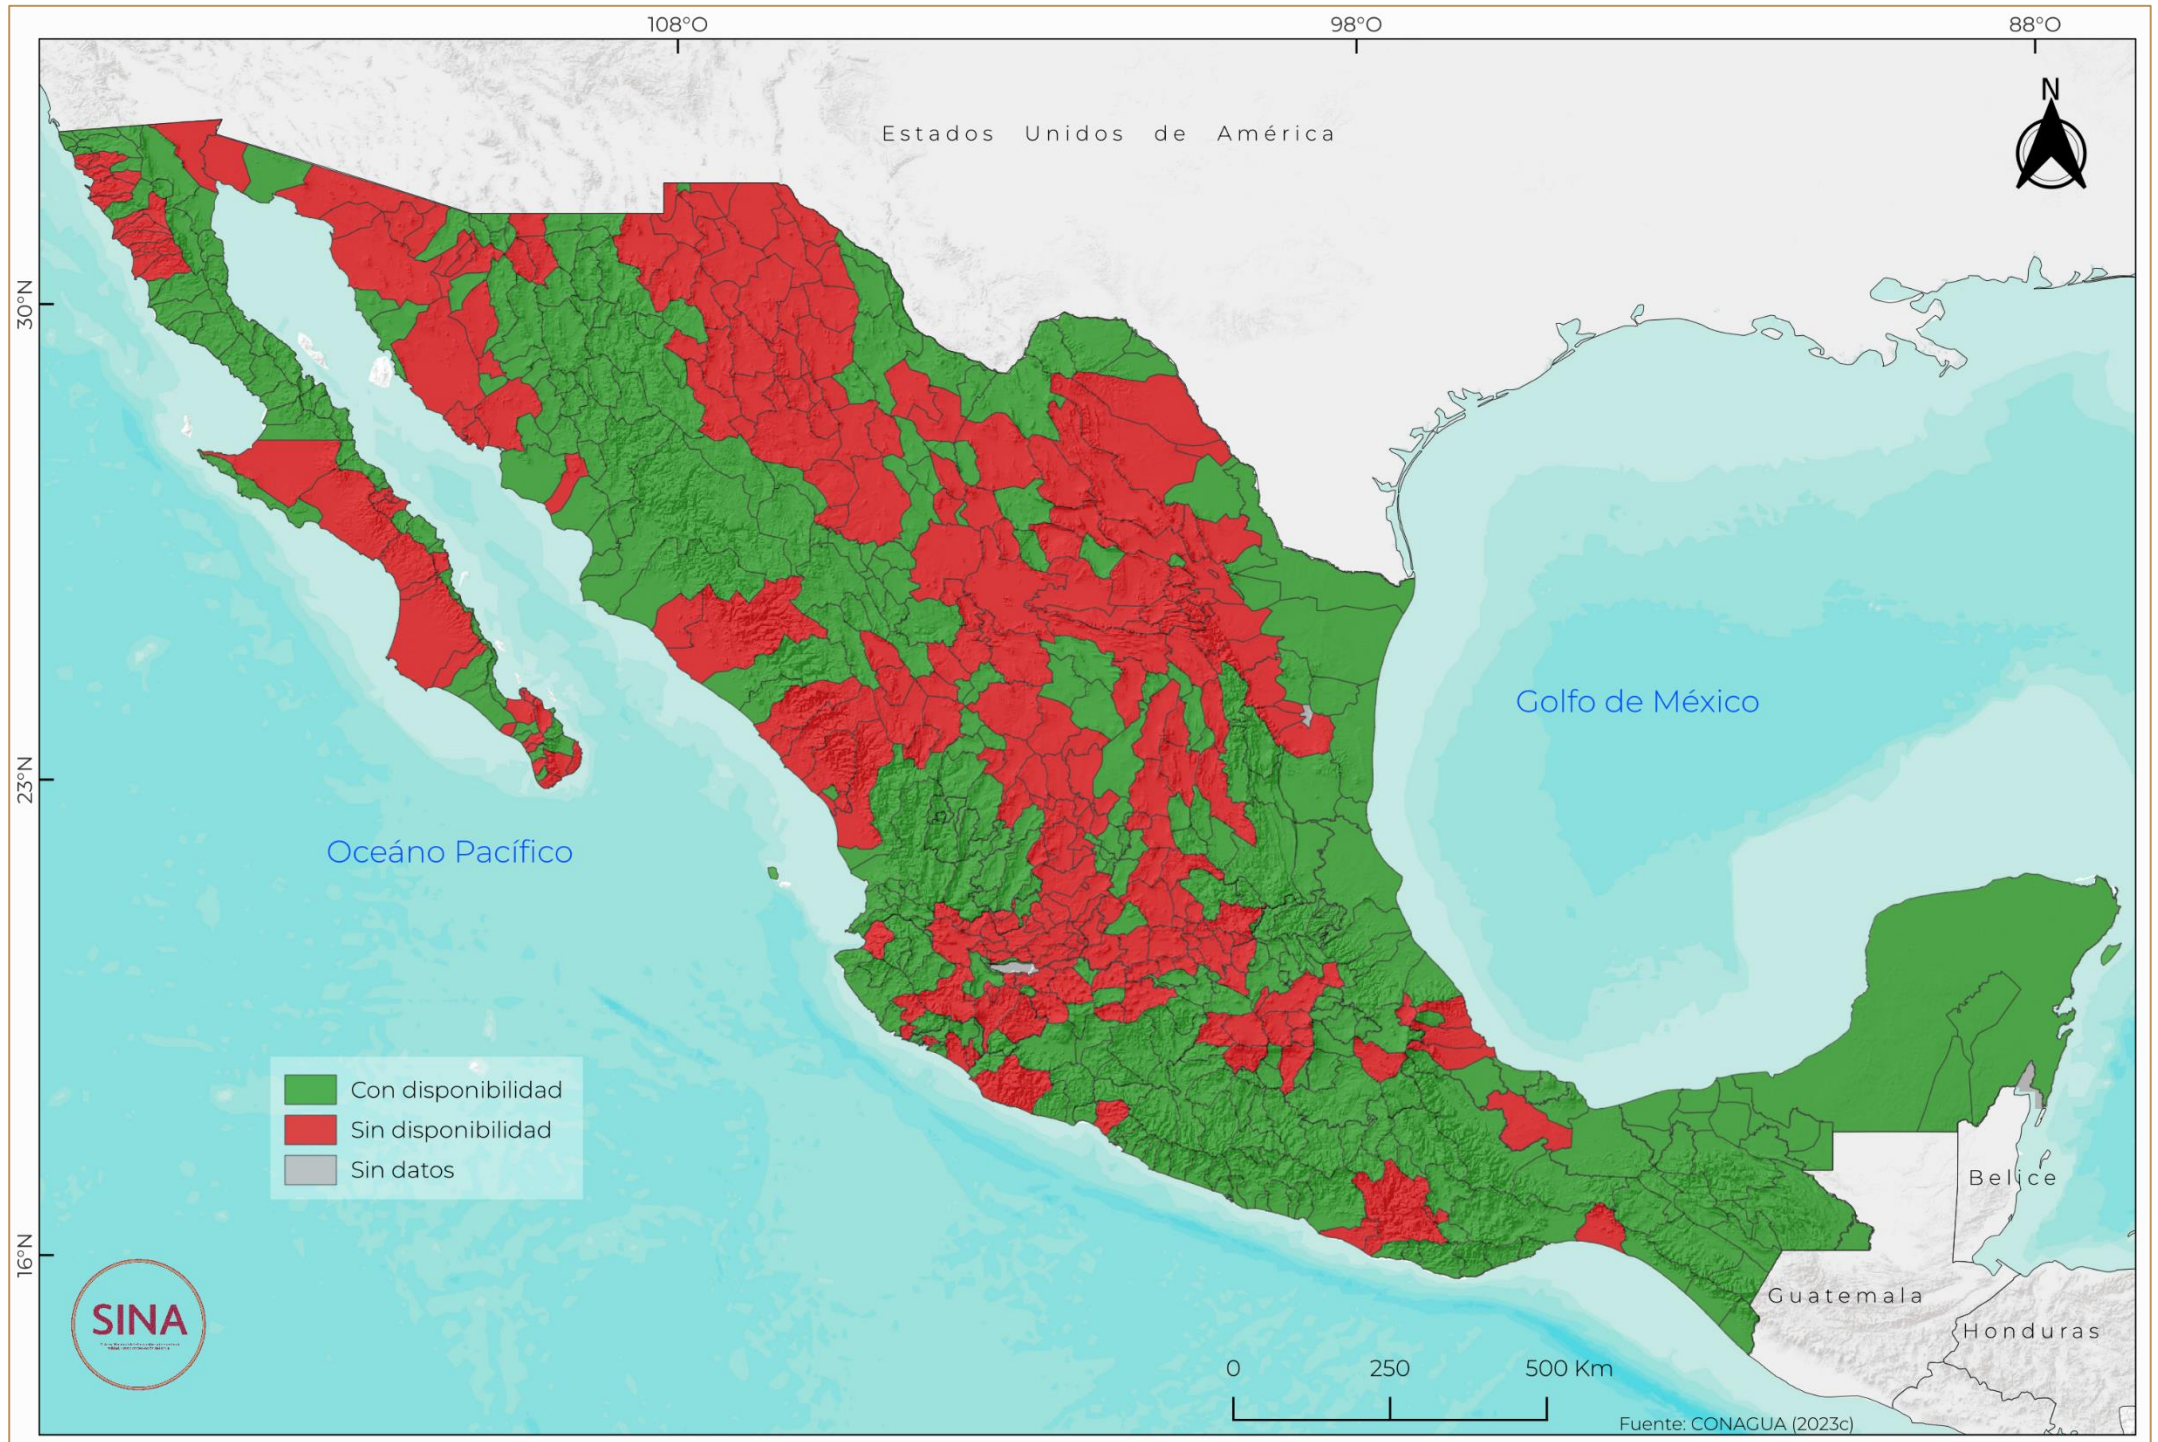 108°O 98°O 88°O
N
Estados Unidos de América
30°N
Golfo de México
23°N
Oceáno Pacífico
Con disponibilidad
Sin disponibilidad
Sin datos
Belice
16°N
Guatemala
SINA
Honduras
0 250 500 Km
Fuente: CONAGUA (2023c)